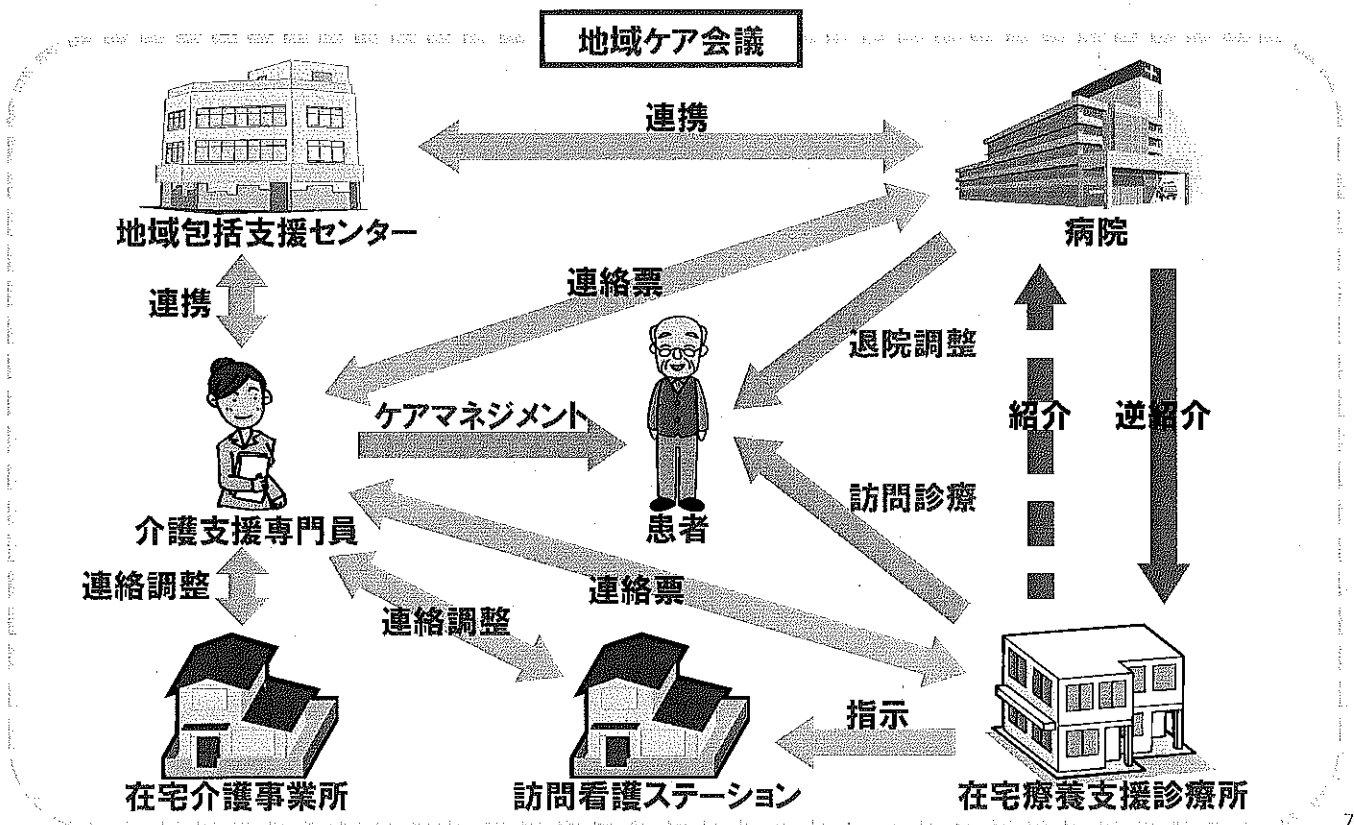 地域ケア会議
連携
地域包括支援センター
病院
連携
連絡票
退院調整
ケアマネジメント
紹介
逆紹介
訪問診療
介護支援専門員
患者
連絡調整
連絡票
連絡調整
指示
在宅介護事業所
訪問看護ステーション
在宅療養支援診療所
7